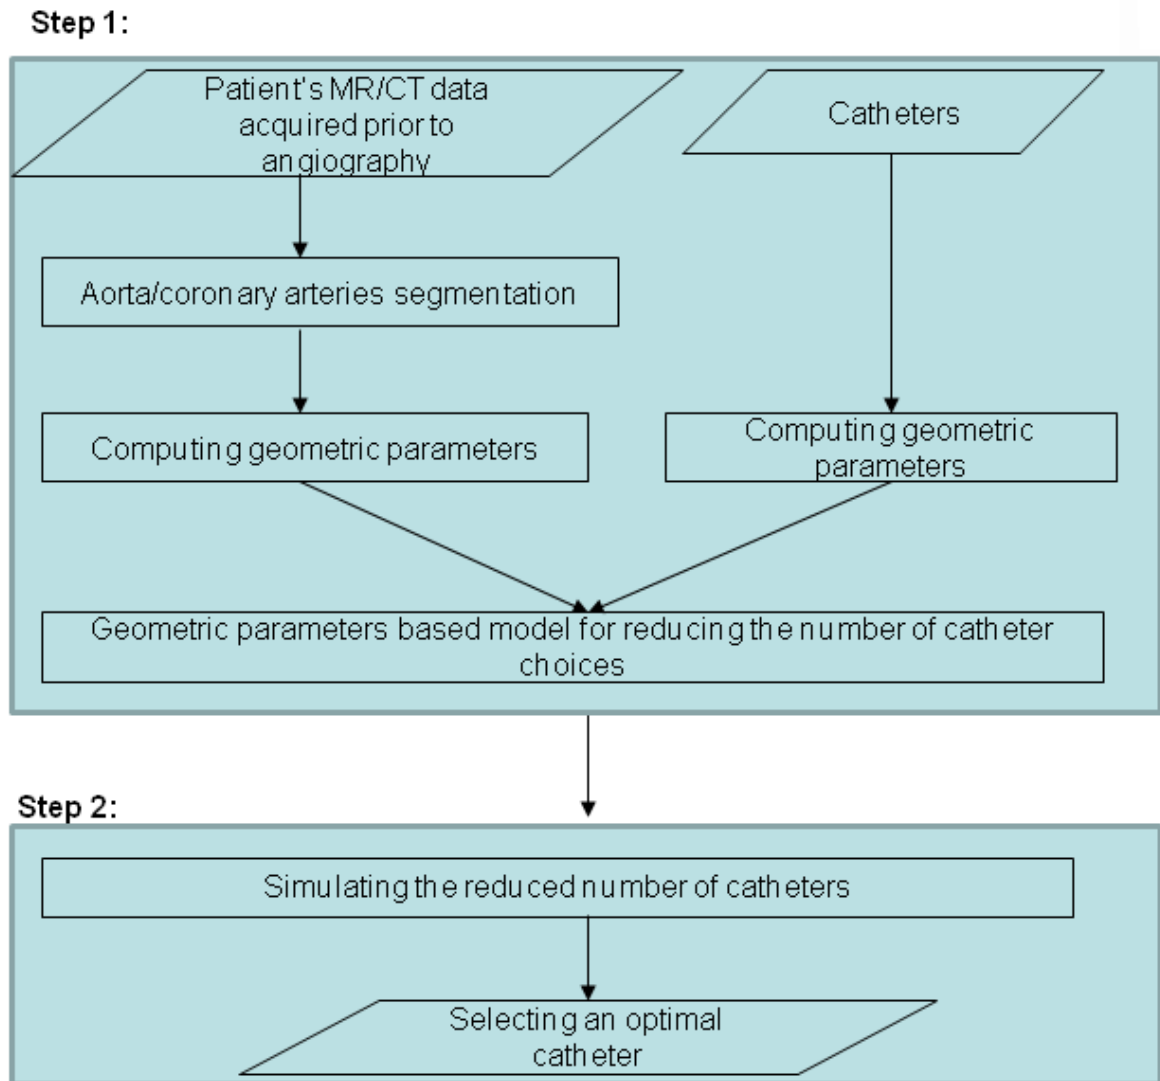 Step 1:
Patient's MR/CT data
acquired prior to
angiography
Catheters
Aorta/coronary arteries segmentation
Computing geometric parameters
Computing geometric
parameters
Geometric parameters based model for reducing the number of catheter
choices
Step 2:
Simulating the reduced number of catheters
Selecting an optimal
catheter